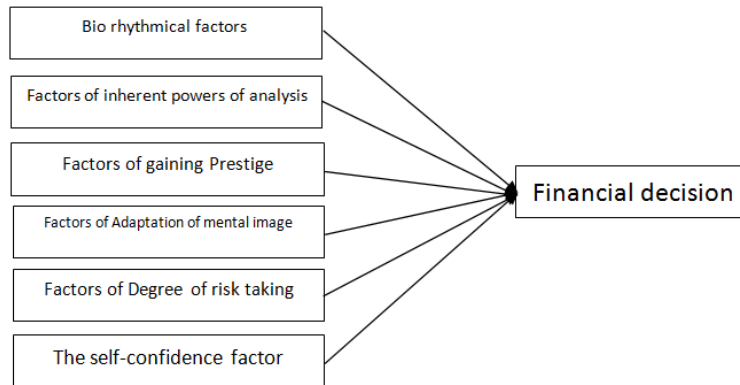 Bio rhythmical factors
Factors of inherent powers of analysis
Factors of gaining Prestige
Factors of Adaptation of mental image
Factors of Degree of risk taking
The self-confidence factor
Financial decision